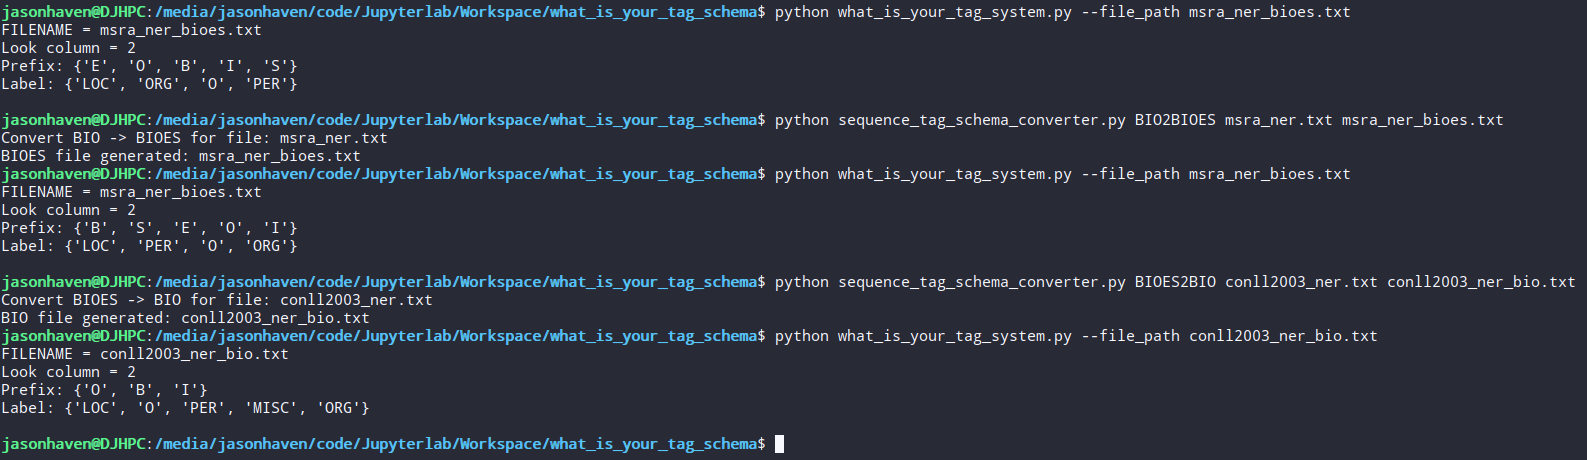 jasonhaven@DJHPC:/media/jasonhaven/code/Jupyterlab/Workspace/what_is_your_tag_schema$ python what_is_your_tag_system.py --file_path msra_ner_bioes.txt
FILENAME = msra_ner_bioes.txt
Look column = 2
Prefix: {'E', 'O', 'B', 'I', 'S'}
Label: {'LOC', 'ORG', 'O', 'PER'}
jasonhaven@DJHPC:/media/jasonhaven/code/Jupyterlab/Workspace/what_is_your_tag_schema$ python sequence_tag_schema_converter.py BIO2BIOES msra_ner.txt msra_ner_bioes.txt
Convert BIO -> BIOES for file: msra_ner.txt
BIOES file generated: msra_ner_bioes.txt
jasonhaven@DJHPC:/media/jasonhaven/code/Jupyterlab/Workspace/what_is_your_tag_schema$ python what_is_your_tag_system.py --file_path msra_ner_bioes.txt
FILENAME = msra_ner_bioes.txt
Look column = 2
Prefix: {'B', 'S', 'E', 'O', 'I'}
Label: {'LOC', 'PER', 'O', 'ORG'}
jasonhaven@DJHPC:/media/jasonhaven/code/Jupyterlab/Workspace/what_is_your_tag_schema$ python sequence_tag_schema_converter.py BIOES2BIO conll2003_ner.txt conll2003_ner_bio.txt
Convert BIOES -> BIO for file: conll2003_ner.txt
BIO file generated: conll2003_ner_bio.txt
jasonhaven@DJHPC:/media/jasonhaven/code/Jupyterlab/Workspace/what_is_your_tag_schema$ python what_is_your_tag_system.py --file_path conll2003_ner_bio.txt
FILENAME = conll2003_ner_bio.txt
Look column = 2
Prefix: {'O', 'B', 'I'}
Label: {'LOC', 'O', 'PER', 'MISC', 'ORG'}
jasonhaven@DJHPC:/media/jasonhaven/code/Jupyterlab/Workspace/what_is_your_tag_schema$